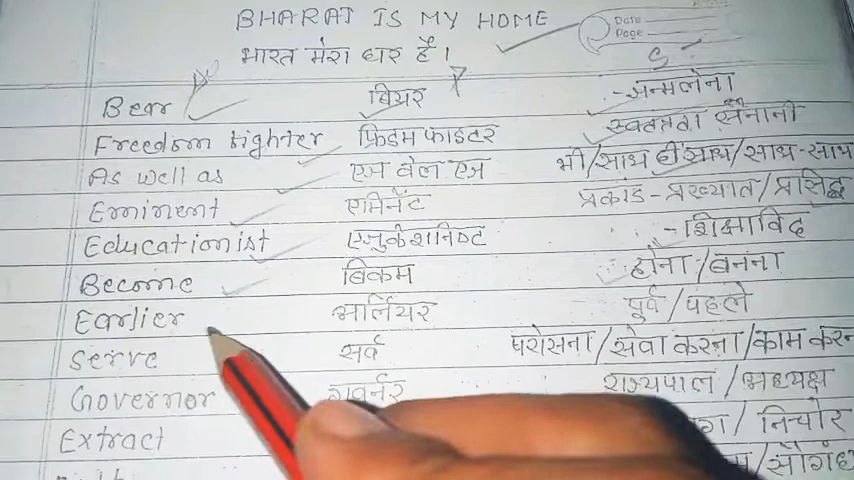 BHARAT IS MY HOME
Date
Page
भारत मेरा घर है।
Bear बियर जन्मलेना
Freedom fighter फ्रिडम फाइटर स्वतंत्रता सेनानी
As well as एज वेल एज भी/साथ ही साथ/साथ-साथ
Eminent एमिनेंट प्रकांड-प्रख्यात/प्रसिद्ध
Educationist एजुकेशनिष्ट -शिक्षाविद
Become बिकम होना/बनना
Earlier अर्लियर पुर्व/पहले
Serve सर्व परोसना/सेवा करना/काम करन
Governor गवर्नर राज्यपाल/अध्यक्ष
Extract / निचोर
/सौगंध